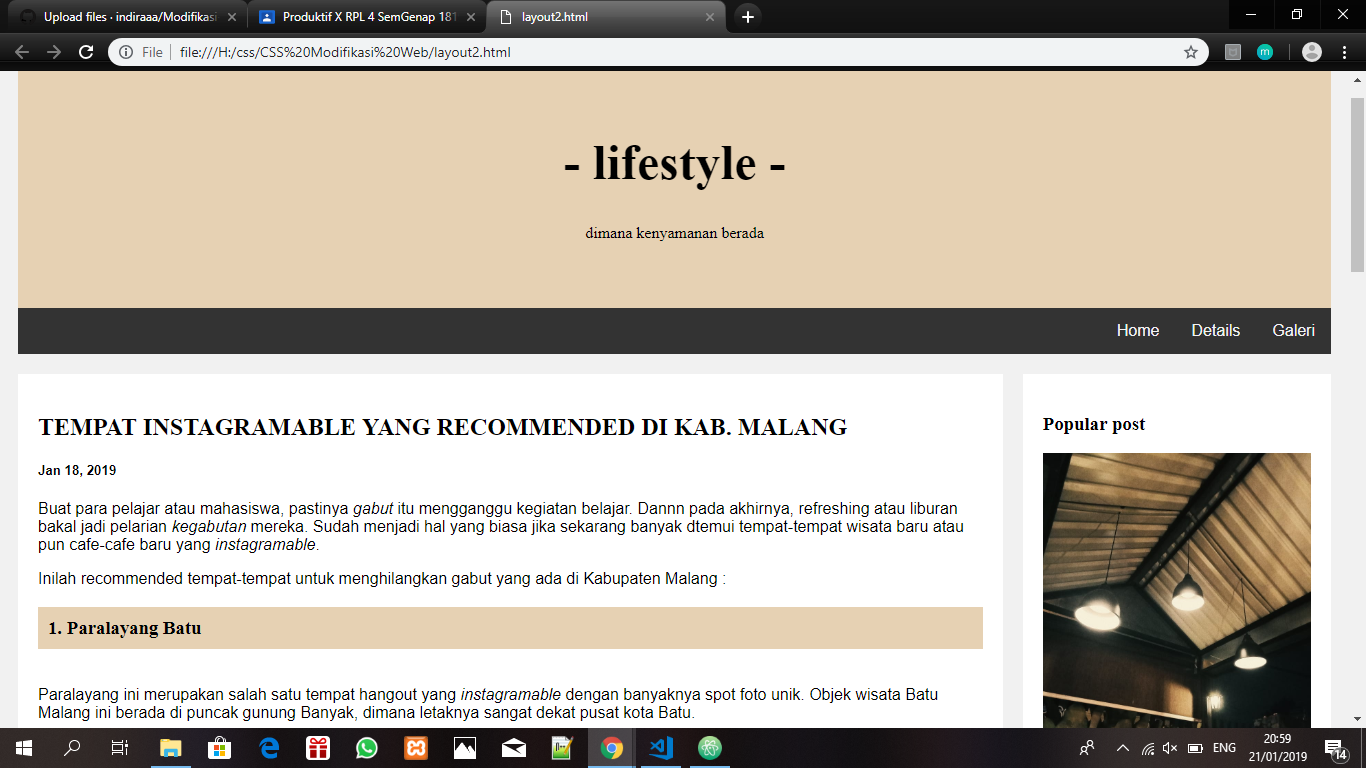 Upload files · indiraaa/Modifikasi
Produktif X RPL 4 SemGenap 181
layout2.html
File
file:///H:/css/CSS%20Modifikasi%20Web/layout2.html
m
- lifestyle -
dimana kenyamanan berada
Home Details Galeri
TEMPAT INSTAGRAMABLE YANG RECOMMENDED DI KAB. MALANG
Jan 18, 2019
Buat para pelajar atau mahasiswa, pastinya gabut itu mengganggu kegiatan belajar. Dannn pada akhirnya, refreshing atau liburan
bakal jadi pelarian kegabutan mereka. Sudah menjadi hal yang biasa jika sekarang banyak dtemui tempat-tempat wisata baru atau
pun cafe-cafe baru yang instagramable.
Inilah recommended tempat-tempat untuk menghilangkan gabut yang ada di Kabupaten Malang :
1. Paralayang Batu
Paralayang ini merupakan salah satu tempat hangout yang instagramable dengan banyaknya spot foto unik. Objek wisata Batu
Malang ini berada di puncak gunung Banyak, dimana letaknya sangat dekat pusat kota Batu.
Popular post
ENG
20:59
21/01/2019
14